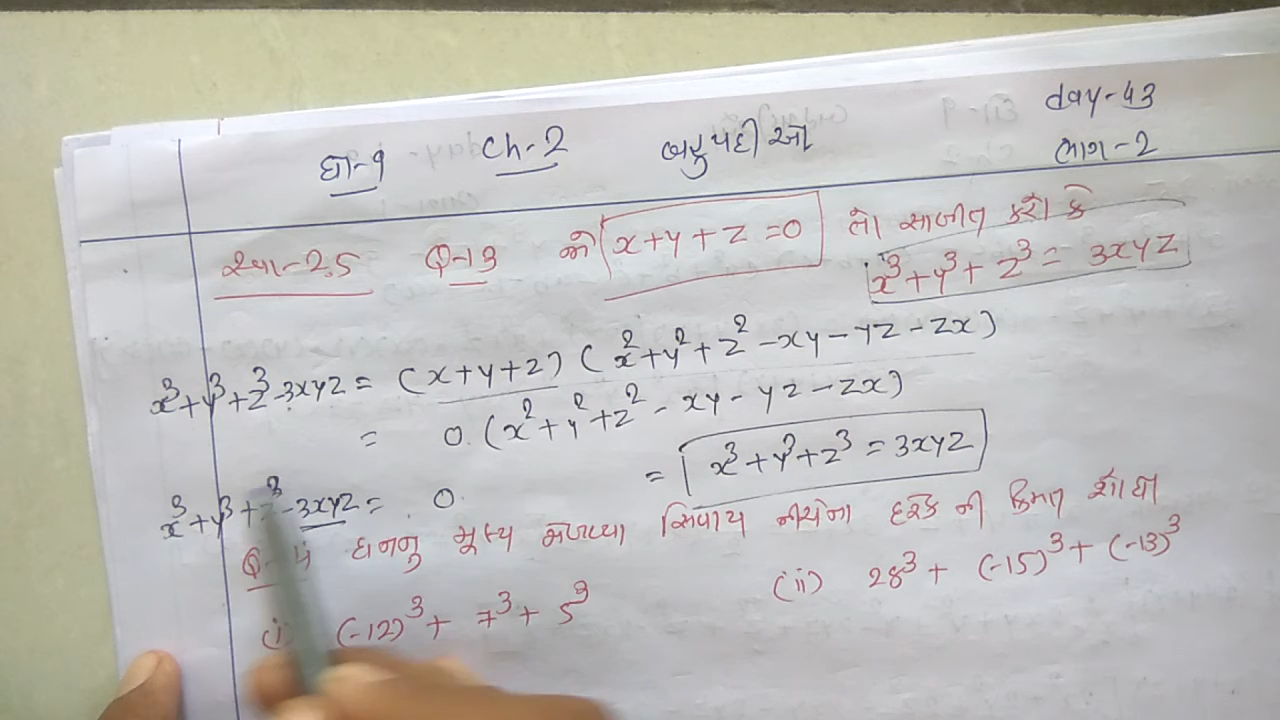 ધો-9 Ch-2 બહુપદીઓ day-43
ભાગ-2
સ્વા-2.5 Q-13 જો x+y+z=0 તો સાબીત કરો કે
x³+y³+z³= 3xyz
x³+y³+z³-3xyz = (x+y+z) (x²+y²+z²-xy-yz-zx)
= 0.(x²+y²+z²-xy-yz-zx)
= x³+y³+z³=3xyz
x³+y³+z³-3xyz= 0.
ઘનનુ મૂલ્ય મેળવ્યા સિવાય નીચેના દરેક ની કિંમત શોધો
(i) (-12)³+ 7³+ 5³ (ii) 28³+ (-15)³+ (-13)³